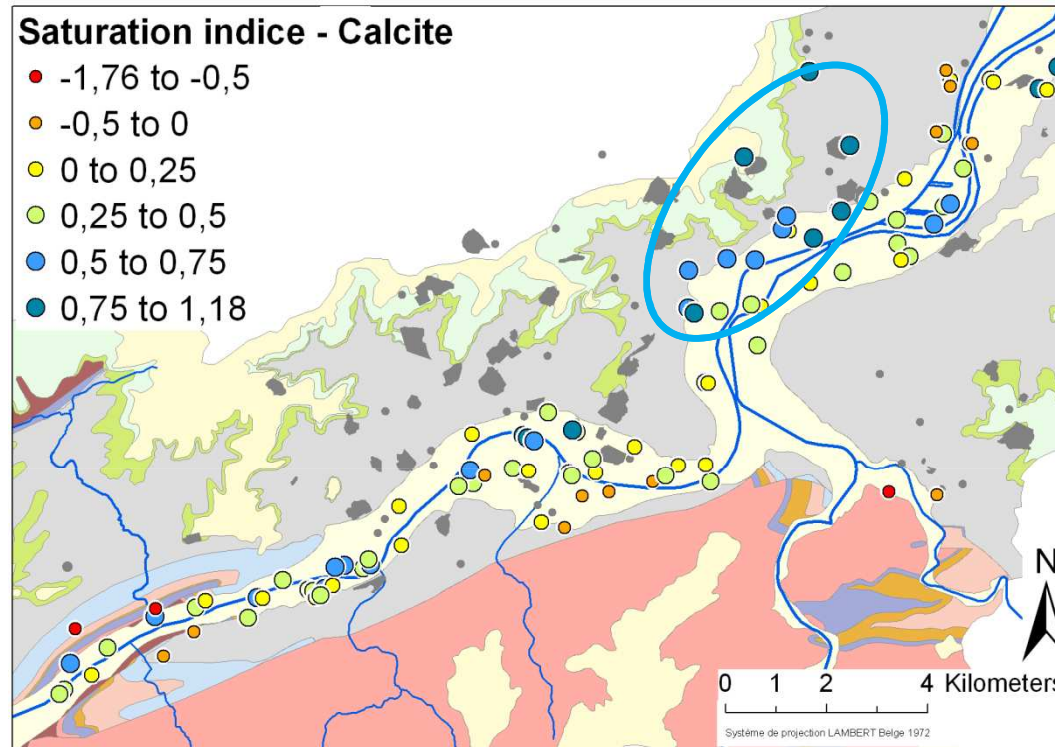 Saturation indice - Calcite
-1,76 to -0,5
-0,5 to 0
0 to 0,25
0,25 to 0,5
0,5 to 0,75
0,75 to 1,18
N
0 1 2 4 Kilometers
Système de projection LAMBERT Belge 1972